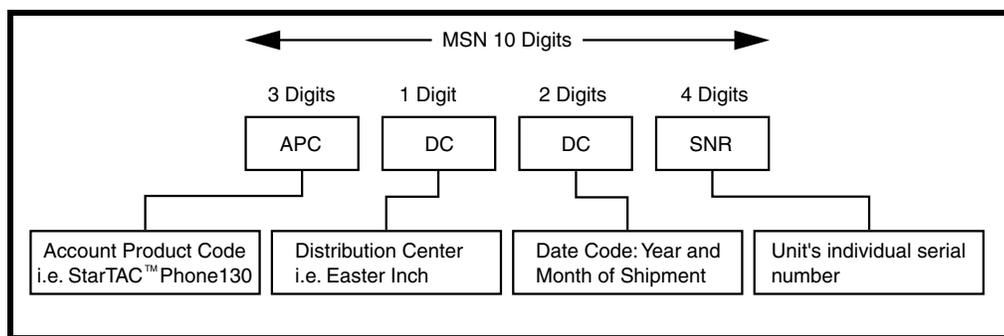 MSN 10 Digits
3 Digits 1 Digit 2 Digits 4 Digits
APC DC DC SNR
Account Product Code
i.e. StarTAC™ Phone130
Distribution Center
i.e. Easter Inch
Date Code: Year and
Month of Shipment
Unit's individual serial
number